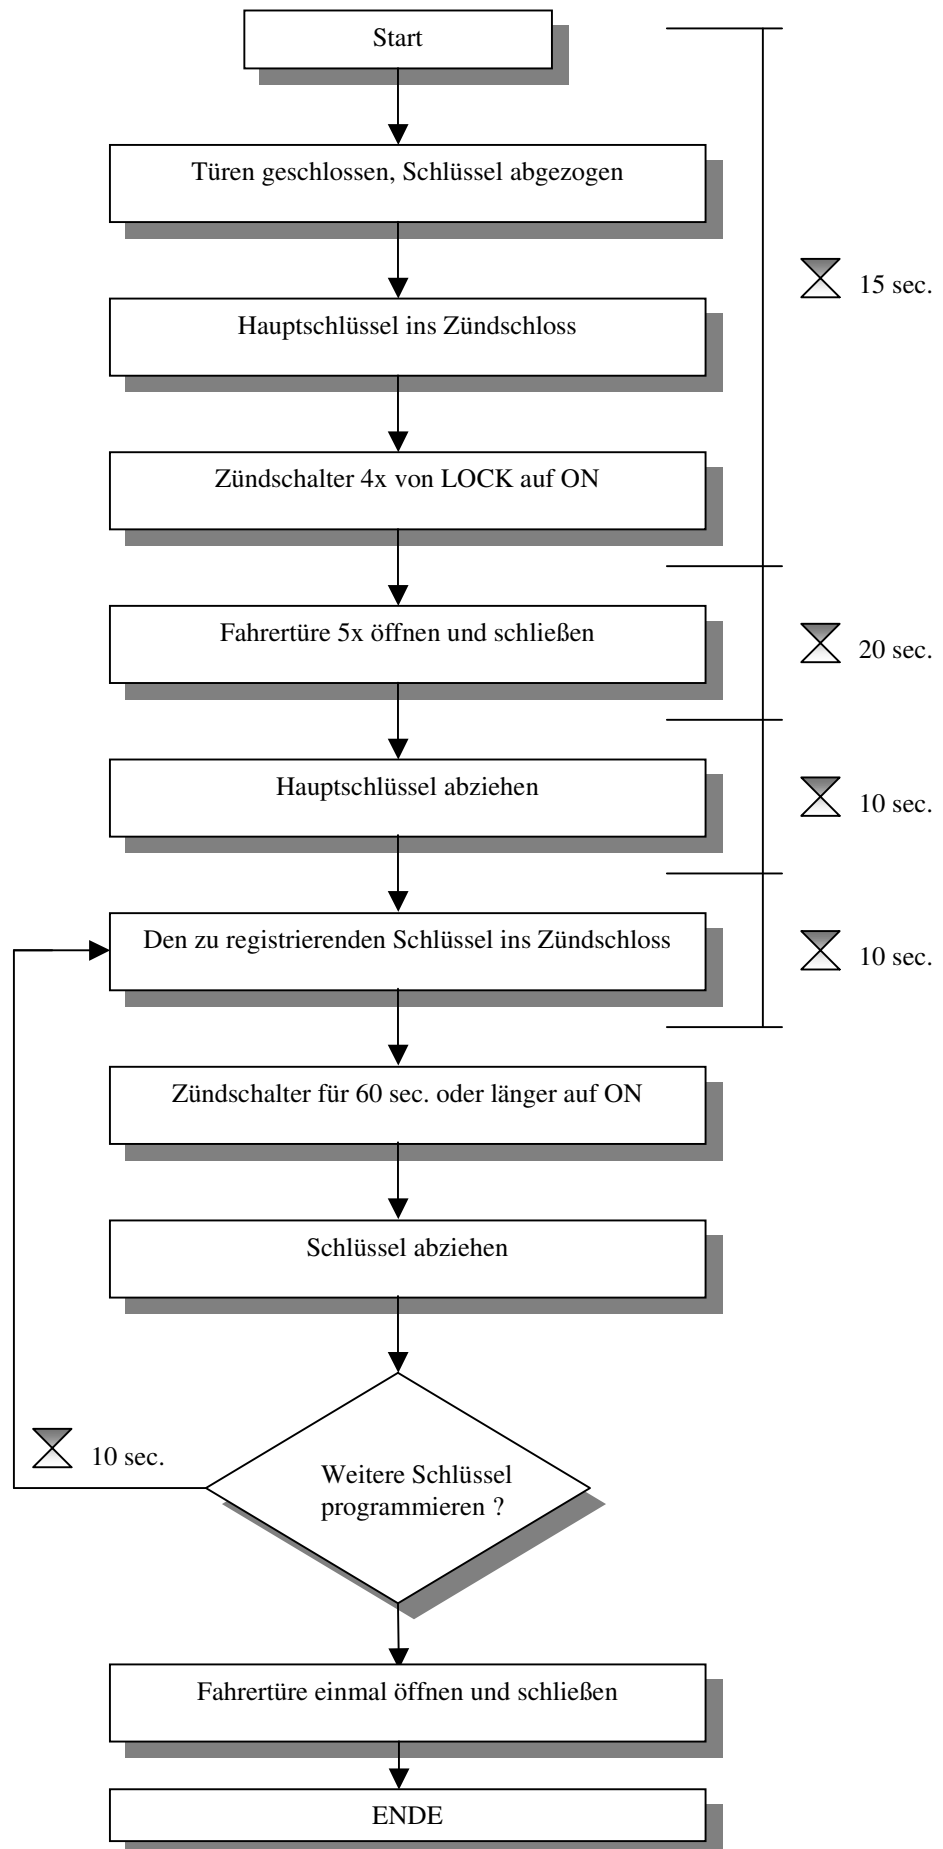 Start
Türen geschlossen, Schlüssel abgezogen
15 sec.
Hauptschlüssel ins Zündschloss
Zündschalter 4x von LOCK auf ON
Fahrertüre 5x öffnen und schließen
20 sec.
Hauptschlüssel abziehen
10 sec.
Den zu registrierenden Schlüssel ins Zündschloss
10 sec.
Zündschalter für 60 sec. oder länger auf ON
Schlüssel abziehen
10 sec.
Weitere Schlüssel
programmieren ?
Fahrertüre einmal öffnen und schließen
ENDE